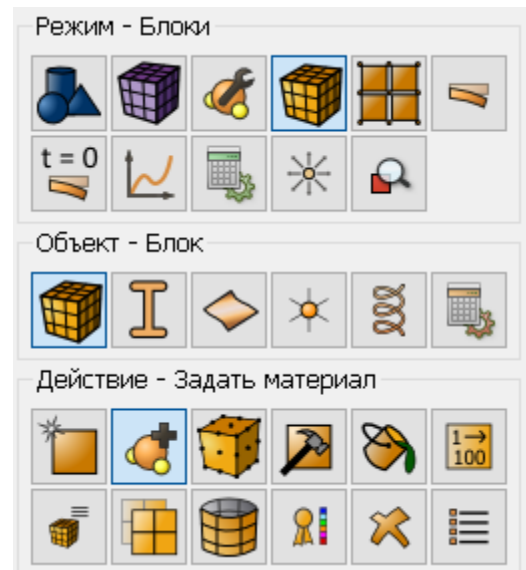 Режим - Блоки
t = 0
Объект - Блок
Действие - Задать материал
1→
100